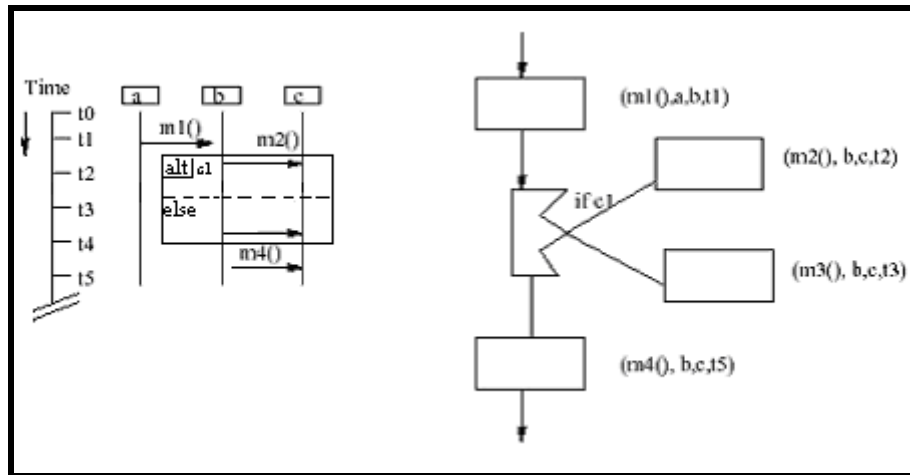 Time
t0
t1
t2
t3
t4
t5
a
b
c
m1()
m2()
alt c1
else
m4()
(m1(),a,b,t1)
(m2(), b,c,t2)
if c1
(m3(), b,c,t3)
(m4(), b,c,t5)